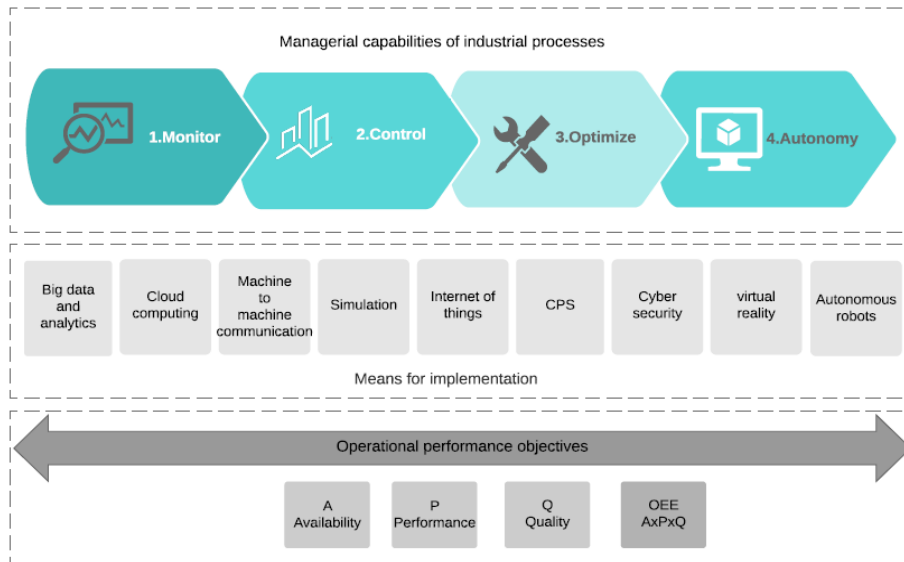 Managerial capabilities of industrial processes
1.Monitor
2.Control
3.Optimize
4.Autonomy
Big data
and
analytics
Cloud
computing
Machine
to
machine
communication
Simulation
Internet of
things
CPS
Cyber
security
virtual
reality
Autonomous
robots
Means for implementation
Operational performance objectives
A
Availability
P
Performance
Q
Quality
OEE
AxPxQ